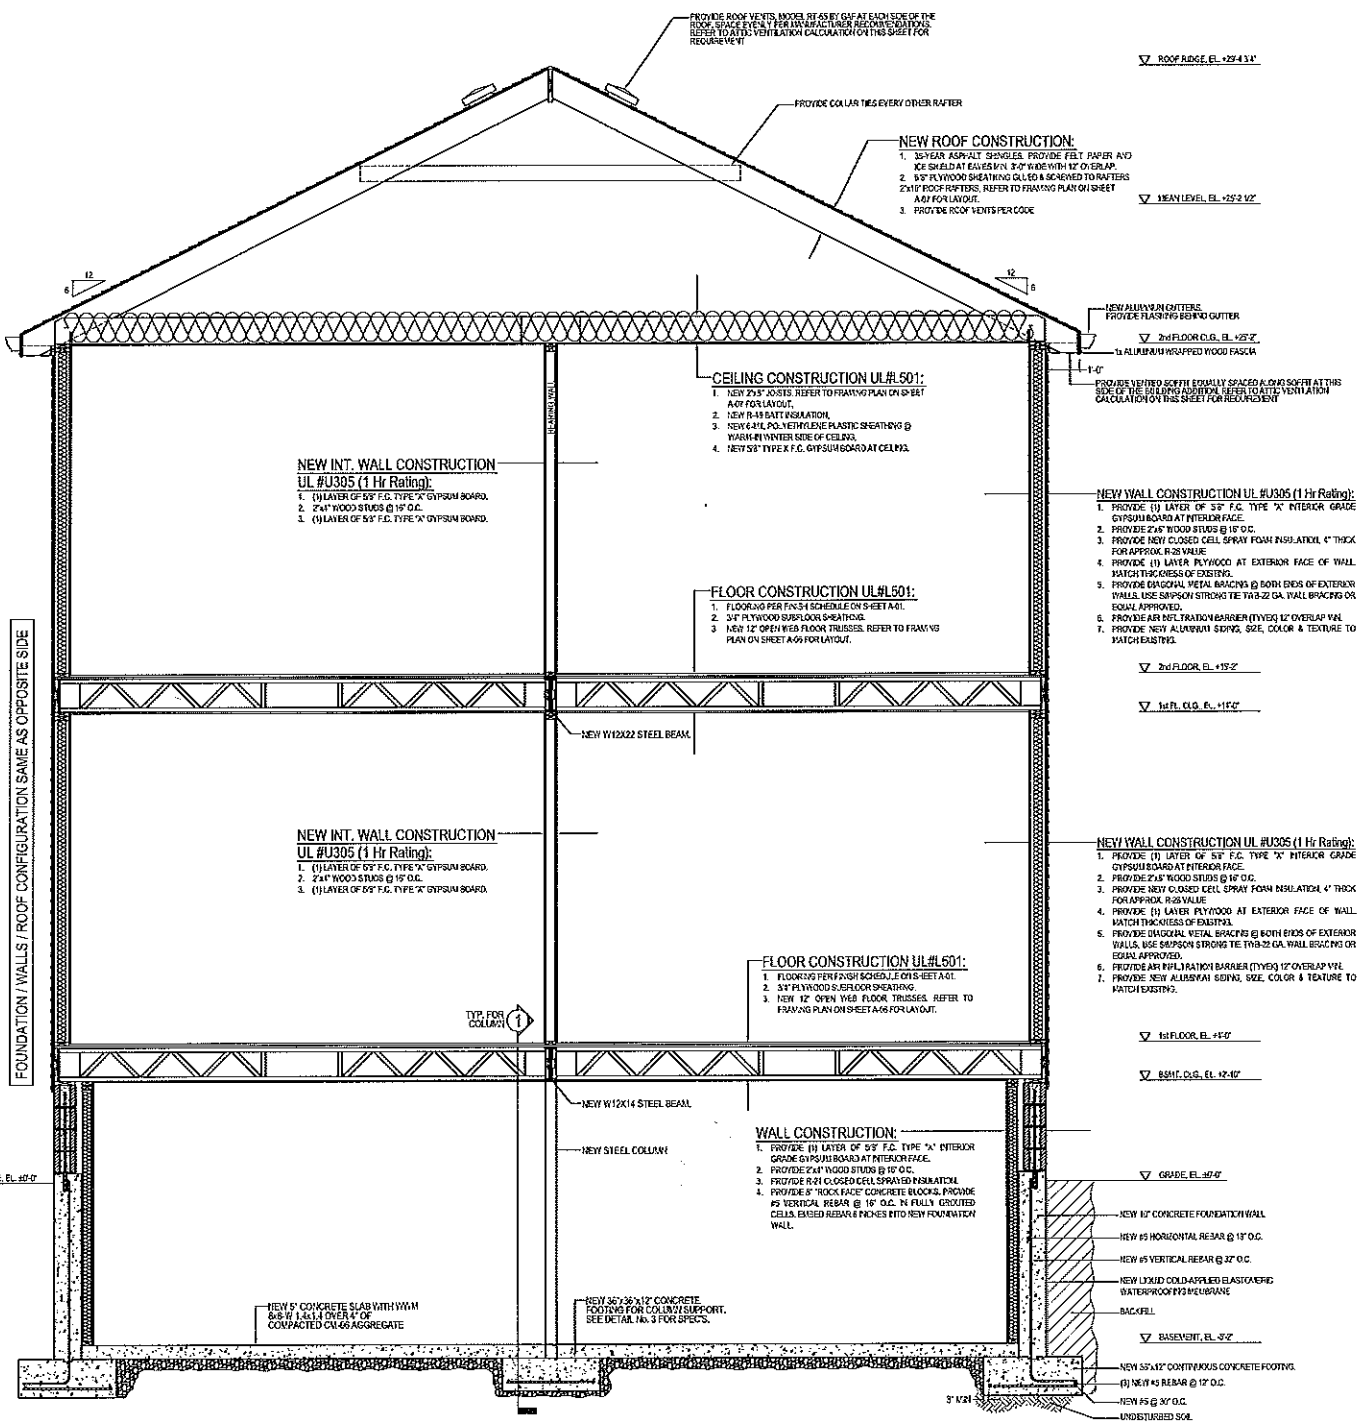 PROVIDE ROOF VENTS, MODEL RT-65 BY GAF AT EACH SIDE OF THE
ROOF. SPACE EVENLY PER MANUFACTURER RECOMMENDATIONS.
REFER TO ATTIC VENTILATION CALCULATION ON THIS SHEET FOR
REQUIREMENT
ROOF RIDGE, EL.
PROVIDE COLLAR TIES EVERY OTHER RAFTER
NEW ROOF CONSTRUCTION:
1. 35-YEAR ASPHALT SHINGLES. PROVIDE FELT PAPER AND
ICE SHIELD AT EAVES MIN. 3'-0" WIDE WITH 12" OVERLAP.
2. 5/8" PLYWOOD SHEATHING GLUED & SCREWED TO RAFTERS
2"x10" ROOF RAFTERS, REFER TO FRAMING PLAN ON SHEET
A-07 FOR LAYOUT.
3. PROVIDE ROOF VENTS PER CODE
MEAN LEVEL, EL.
12
6
12
6
NEW ALUMINUM GUTTERS.
PROVIDE FLASHING BEHIND GUTTER
2nd FLOOR CLG., EL.
1x ALUMINUM WRAPPED WOOD FASCIA
1'-0"
PROVIDE VENTED SOFFIT EQUALLY SPACED ALONG SOFFIT AT THIS
SIDE OF THE BUILDING ADDITION. REFER TO ATTIC VENTILATION
CALCULATION ON THIS SHEET FOR REQUIREMENT
CEILING CONSTRUCTION UL#L501:
1. NEW 2"x8" JOISTS. REFER TO FRAMING PLAN ON SHEET
A-07 FOR LAYOUT.
2. NEW R-49 BATT INSULATION.
3. NEW 6-MIL POLYETHYLENE PLASTIC SHEATHING @
WARM-IN WINTER SIDE OF CEILING.
4. NEW 5/8" TYPE X F.C. GYPSUM BOARD AT CEILING.
BEARING WALL
NEW INT. WALL CONSTRUCTION
UL #U305 (1 Hr Rating):
1. (1) LAYER OF 5/8" F.C. TYPE "X" GYPSUM BOARD.
2. 2"x4" WOOD STUDS @ 16" O.C.
3. (1) LAYER OF 5/8" F.C. TYPE "X" GYPSUM BOARD.
NEW WALL CONSTRUCTION UL #U305 (1 Hr Rating):
1. PROVIDE (1) LAYER OF 5/8" F.C. TYPE "X" INTERIOR GRADE
GYPSUM BOARD AT INTERIOR FACE.
2. PROVIDE 2"x6" WOOD STUDS @ 16" O.C.
3. PROVIDE NEW CLOSED CELL SPRAY FOAM INSULATION, 4" THICK
FOR APPROX. R-28 VALUE
4. PROVIDE (1) LAYER PLYWOOD AT EXTERIOR FACE OF WALL.
MATCH THICKNESS OF EXISTING.
5. PROVIDE DIAGONAL METAL BRACING @ BOTH ENDS OF EXTERIOR
WALLS. USE SIMPSON STRONG TIE TWB-22 GA. WALL BRACING OR
EQUAL APPROVED.
6. PROVIDE AIR INFILTRATION BARRIER (TYVEK) 12" OVERLAP MIN.
7. PROVIDE NEW ALUMINUM SIDING, SIZE, COLOR & TEXTURE TO
MATCH EXISTING.
FLOOR CONSTRUCTION UL#L501:
1. FLOORING PER FINISH SCHEDULE ON SHEET A-01.
2. 3/4" PLYWOOD SUBFLOOR SHEATHING.
3 NEW 12" OPEN WEB FLOOR TRUSSES. REFER TO FRAMING
PLAN ON SHEET A-06 FOR LAYOUT.
2nd FLOOR, EL. +15'-2"
1st FL. CLG., EL. +14'-0"
NEW W12X22 STEEL BEAM.
FOUNDATION / WALLS / ROOF CONFIGURATION SAME AS OPPOSITE SIDE
NEW INT. WALL CONSTRUCTION
UL #U305 (1 Hr Rating):
1. (1) LAYER OF 5/8" F.C. TYPE "X" GYPSUM BOARD.
2. 2"x4" WOOD STUDS @ 16" O.C.
3. (1) LAYER OF 5/8" F.C. TYPE "X" GYPSUM BOARD.
NEW WALL CONSTRUCTION UL #U305 (1 Hr Rating):
1. PROVIDE (1) LAYER OF 5/8" F.C. TYPE "X" INTERIOR GRADE
GYPSUM BOARD AT INTERIOR FACE.
2. PROVIDE 2"x6" WOOD STUDS @ 16" O.C.
3. PROVIDE NEW CLOSED CELL SPRAY FOAM INSULATION, 4" THICK
FOR APPROX. R-28 VALUE
4. PROVIDE (1) LAYER PLYWOOD AT EXTERIOR FACE OF WALL.
MATCH THICKNESS OF EXISTING.
5. PROVIDE DIAGONAL METAL BRACING @ BOTH ENDS OF EXTERIOR
WALLS. USE SIMPSON STRONG TIE TWB-22 GA. WALL BRACING OR
EQUAL APPROVED.
6. PROVIDE AIR INFILTRATION BARRIER (TYVEK) 12" OVERLAP MIN.
7. PROVIDE NEW ALUMINUM SIDING, SIZE, COLOR & TEXTURE TO
MATCH EXISTING.
FLOOR CONSTRUCTION UL#L501:
1. FLOORING PER FINISH SCHEDULE ON SHEET A-01.
2. 3/4" PLYWOOD SUBFLOOR SHEATHING.
3. NEW 12" OPEN WEB FLOOR TRUSSES. REFER TO
FRAMING PLAN ON SHEET A-06 FOR LAYOUT.
TYP. FOR
COLUMN
1
1st FLOOR, EL. +4'-0"
BSMT. CLG., EL. +2'-10"
NEW W12X14 STEEL BEAM.
NEW STEEL COLUMN
WALL CONSTRUCTION:
1. PROVIDE (1) LAYER OF 5/8" F.C. TYPE "X" INTERIOR
GRADE GYPSUM BOARD AT INTERIOR FACE.
2. PROVIDE 2"x4" WOOD STUDS @ 16" O.C.
3. PROVIDE R-21 CLOSED CELL SPRAYED INSULATION.
4. PROVIDE 8" "ROCK FACE" CONCRETE BLOCKS. PROVIDE
#5 VERTICAL REBAR @ 16" O.C. IN FULLY GROUTED
CELLS. EMBED REBAR 8 INCHES INTO NEW FOUNDATION
WALL.
E, EL. ±0'-0"
GRADE, EL. ±0'-0"
NEW 10" CONCRETE FOUNDATION WALL
NEW #5 HORIZONTAL REBAR @ 18" O.C.
NEW #5 VERTICAL REBAR @ 32" O.C.
NEW LIQUID COLD-APPLIED ELASTOMERIC
WATERPROOFING MEMBRANE
BACKFILL
BASEMENT, EL.
NEW 5" CONCRETE SLAB WITH WWM
6x6-W 1.4x1.4 OVER 4" OF
COMPACTED CM-06 AGGREGATE
NEW 36"x36"x12" CONCRETE
FOOTING FOR COLUMN SUPPORT.
SEE DETAIL No. 3 FOR SPEC'S.
NEW 36"x12" CONTINUOUS CONCRETE FOOTING.
(3) NEW #5 REBAR @ 12" O.C.
3" MIN
NEW #5 @ 30" O.C.
UNDISTURBED SOIL